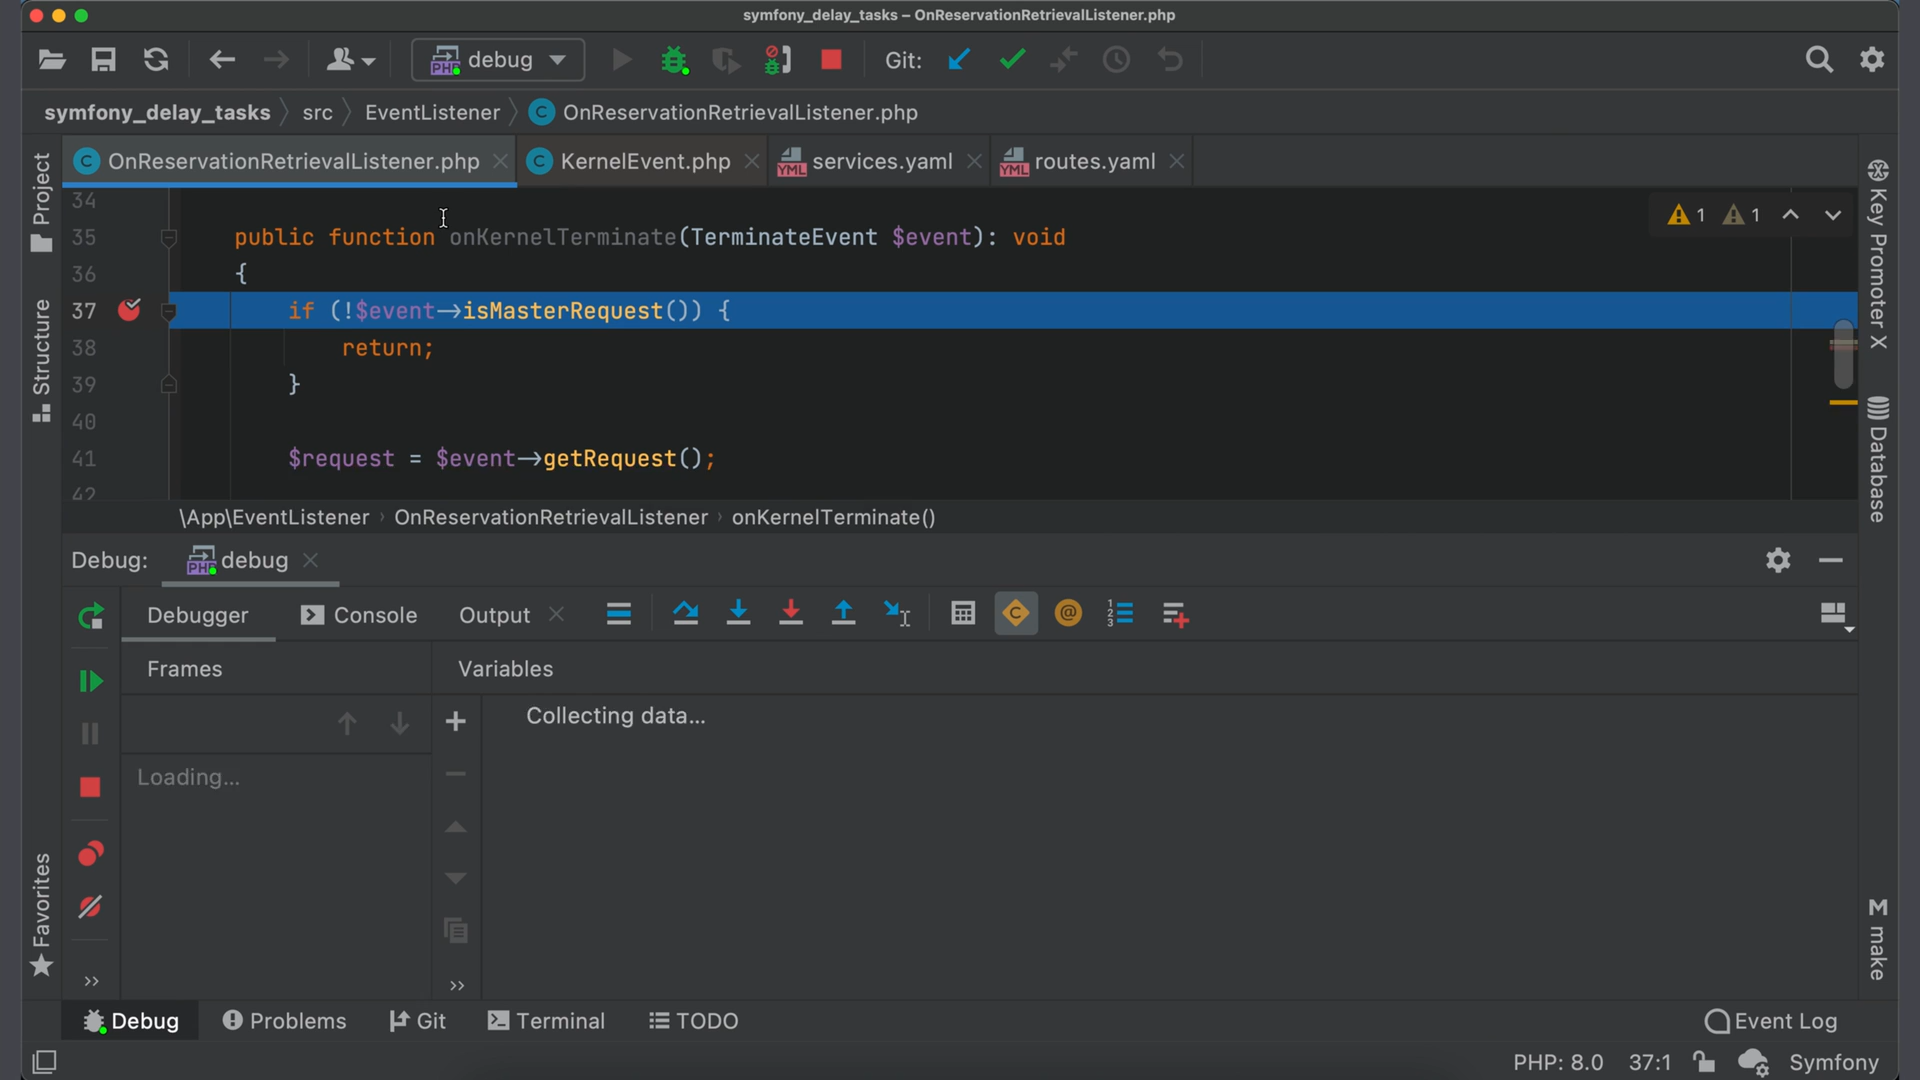 symfony_delay_tasks – OnReservationRetrievalListener.php
debug
Git:
symfony_delay_tasks
src
EventListener
OnReservationRetrievalListener.php
OnReservationRetrievalListener.php
KernelEvent.php
services.yaml
routes.yaml
34
35 public function onKernelTerminate(TerminateEvent $event): void
36 {
37 if (!$event->isMasterRequest()) {
38 return;
39 }
40
41 $request = $event->getRequest();
42
1
1
\App\EventListener › OnReservationRetrievalListener › onKernelTerminate()
Debug:
debug
Debugger
Console
Output
Frames
Variables
Collecting data...
Loading...
Project
Structure
Favorites
Key Promoter X
Database
make
Debug
Problems
Git
Terminal
TODO
Event Log
PHP: 8.0
37:1
Symfony